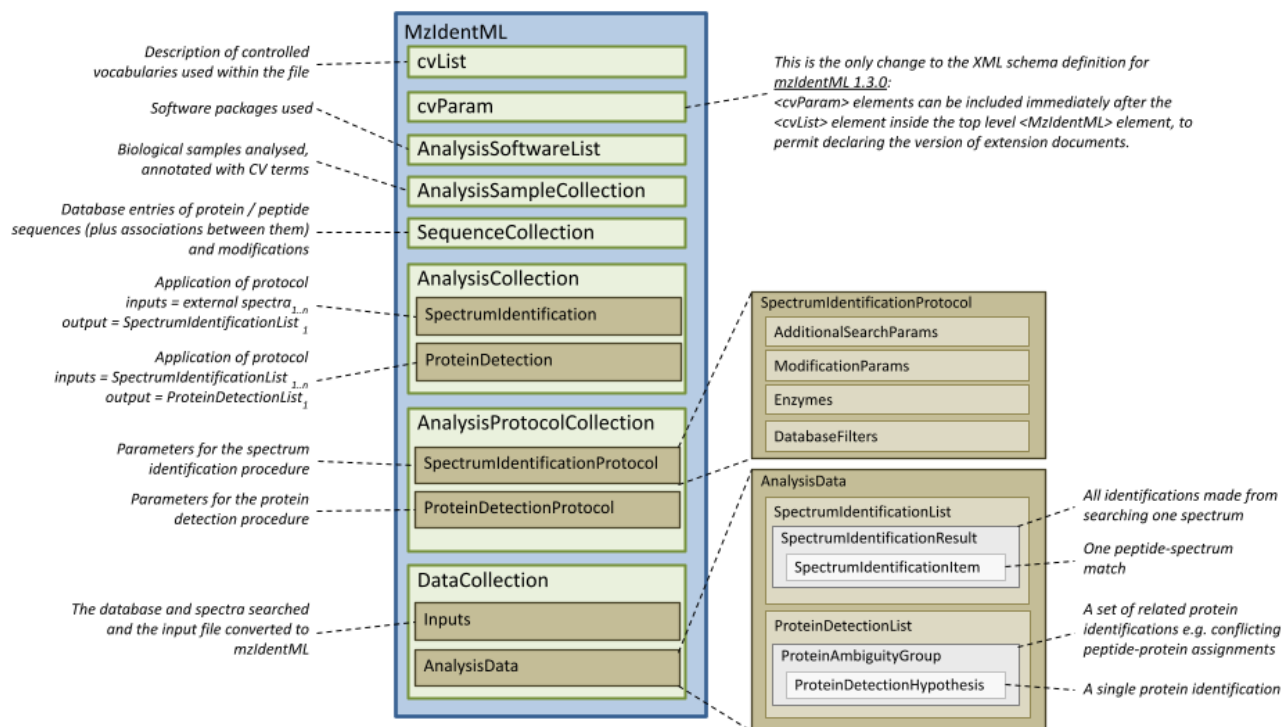 MzIdentML
Description of controlled
vocabularies used within the file
cvList
Software packages used
cvParam
This is the only change to the XML schema definition for
mzIdentML 1.3.0:
<cvParam> elements can be included immediately after the
<cvList> element inside the top level <MzIdentML> element, to
permit declaring the version of extension documents.
Biological samples analysed,
annotated with CV terms
AnalysisSoftwareList
AnalysisSampleCollection
Database entries of protein / peptide
sequences (plus associations between them)
and modifications
SequenceCollection
AnalysisCollection
Application of protocol
inputs = external spectra 1..n
output = SpectrumIdentificationList 1
SpectrumIdentification
Application of protocol
inputs = SpectrumIdentificationList 1..n
output = ProteinDetectionList 1
ProteinDetection
AnalysisProtocolCollection
Parameters for the spectrum
identification procedure
SpectrumIdentificationProtocol
Parameters for the protein
detection procedure
ProteinDetectionProtocol
DataCollection
The database and spectra searched
and the input file converted to
mzIdentML
Inputs
AnalysisData
SpectrumIdentificationProtocol
AdditionalSearchParams
ModificationParams
Enzymes
DatabaseFilters
AnalysisData
SpectrumIdentificationList
SpectrumIdentificationResult
SpectrumIdentificationItem
All identifications made from
searching one spectrum
One peptide-spectrum
match
ProteinDetectionList
ProteinAmbiguityGroup
ProteinDetectionHypothesis
A set of related protein
identifications e.g. conflicting
peptide-protein assignments
A single protein identification